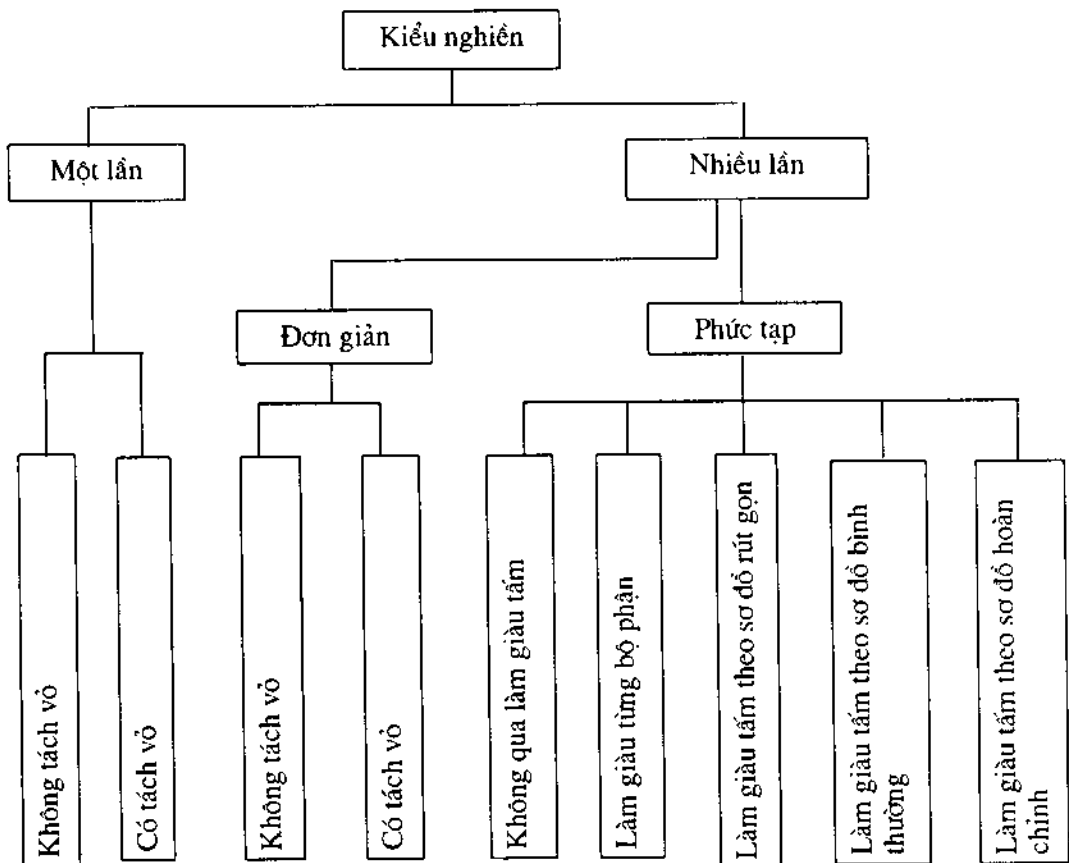 Kiểu nghiền
Một lần
Nhiều lần
Đơn giản
Phức tạp
Không tách vỏ
Có tách vỏ
Không tách vỏ
Có tách vỏ
Không qua làm giàu tấm
Làm giàu từng bộ phận
Làm giàu tấm theo sơ đồ rút gọn
Làm giàu tấm theo sơ đồ bình
thường
Làm giàu tấm theo sơ đồ hoàn
chỉnh